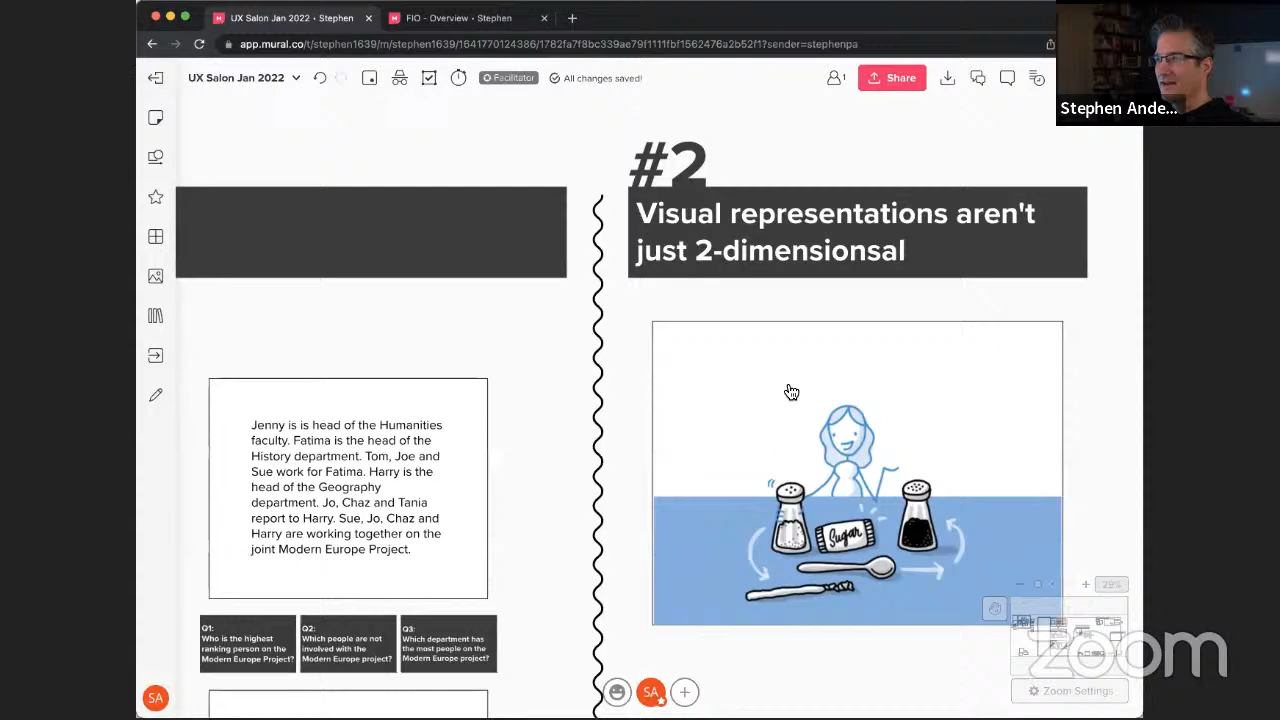 UX Salon Jan 2022 • Stephen
FIO - Overview • Stephen
app.mural.co/t/stephen1639/m/stephen1639/1641770124386/1782fa7f8bc339ae79f1111fbf1562476a2b52f1?sender=stephenpa
UX Salon Jan 2022
Facilitator
All changes saved!
1
Share
Stephen Ande...
#2
Visual representations aren't
just 2-dimensionsal
Jenny is is head of the Humanities
faculty. Fatima is the head of the
History department. Tom, Joe and
Sue work for Fatima. Harry is the
head of the Geography
department. Jo, Chaz and Tania
report to Harry. Sue, Jo, Chaz and
Harry are working together on the
joint Modern Europe Project.
Q1:
Who is the highest
ranking person on the
Modern Europe Project?
Q2:
Which people are not
involved with the
Modern Europe project?
Q3:
Which department has
the most people on the
Modern Europe project?
Sugar
29%
zoom
Zoom Settings
SA
SA